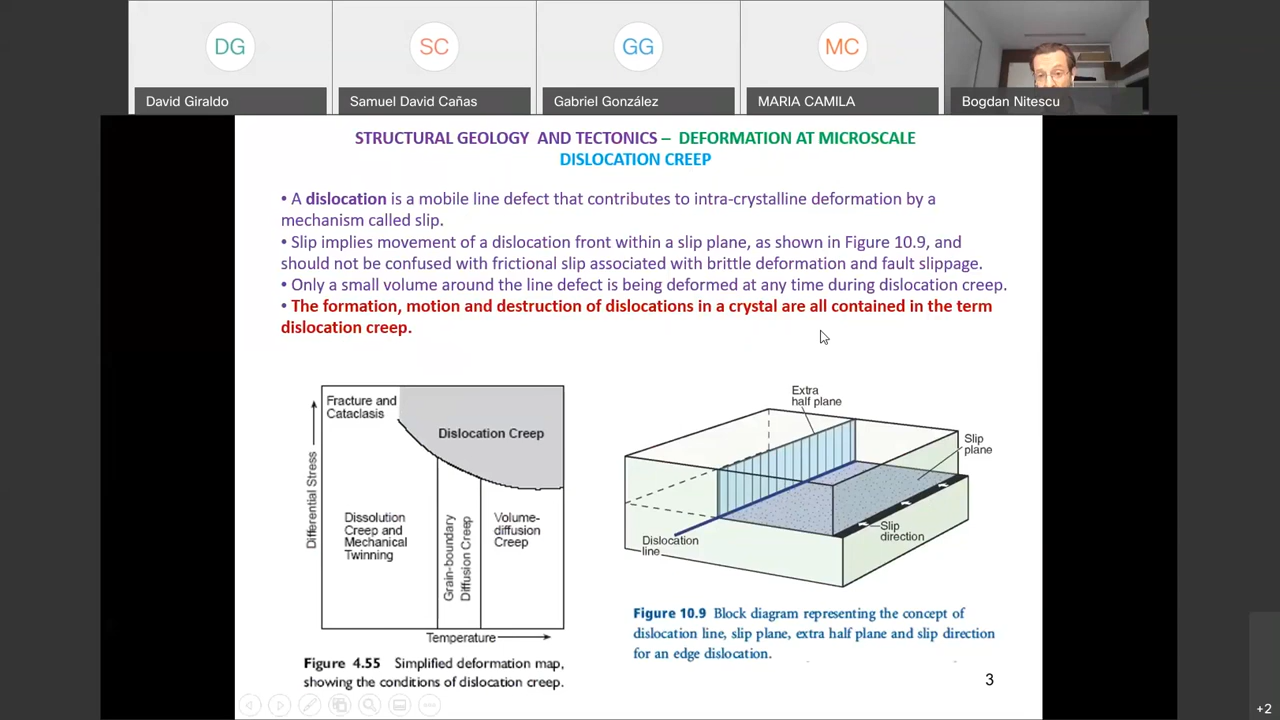 DG
SC
GG
MC
David Giraldo
Samuel David Cañas
Gabriel González
MARIA CAMILA
Bogdan Nitescu
STRUCTURAL GEOLOGY AND TECTONICS – DEFORMATION AT MICROSCALE
DISLOCATION CREEP
• A dislocation is a mobile line defect that contributes to intra-crystalline deformation by a
mechanism called slip.
• Slip implies movement of a dislocation front within a slip plane, as shown in Figure 10.9, and
should not be confused with frictional slip associated with brittle deformation and fault slippage.
• Only a small volume around the line defect is being deformed at any time during dislocation creep.
• The formation, motion and destruction of dislocations in a crystal are all contained in the term
dislocation creep.
Fracture and
Cataclasis
Dislocation Creep
Differential Stress
Dissolution
Creep and
Mechanical
Twinning
Grain-boundary
Diffusion Creep
Volume-
diffusion
Creep
Temperature
Figure 4.55 Simplified deformation map,
showing the conditions of dislocation creep.
Extra
half plane
Slip
plane
Slip
direction
Dislocation
line
Figure 10.9 Block diagram representing the concept of
dislocation line, slip plane, extra half plane and slip direction
for an edge dislocation.
3
+2